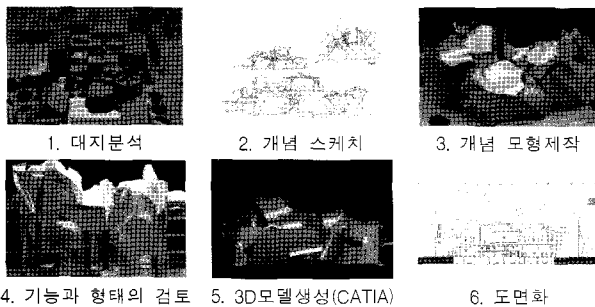 1. 대지분석
2. 개념 스케치
3. 개념 모형제작
4. 기능과 형태의 검토
5. 3D모델생성(CATIA)
6. 도면화